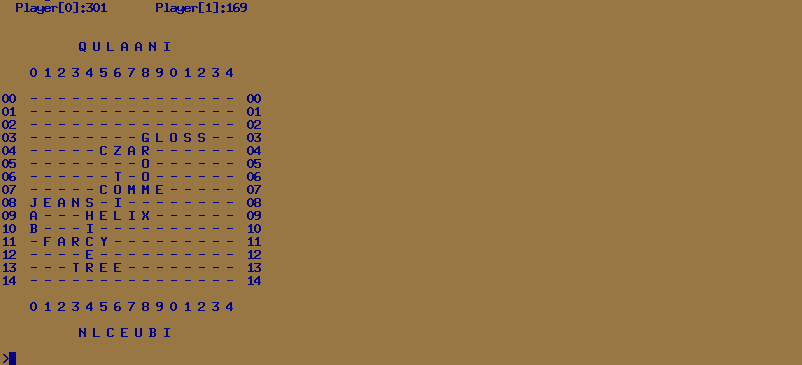 Player[0]:301 Player[1]:169
Q U L A A N I
0 1 2 3 4 5 6 7 8 9 0 1 2 3 4
00 - - - - - - - - - - - - - - - 00
01 - - - - - - - - - - - - - - - 01
02 - - - - - - - - - - - - - - - 02
03 - - - - - - - - G L O S S - - 03
04 - - - - - C Z A R - - - - - - 04
05 - - - - - - - - O - - - - - - 05
06 - - - - - - T - O - - - - - - 06
07 - - - - - C O M M E - - - - - 07
08 J E A N S - I - - - - - - - - 08
09 A - - - H E L I X - - - - - - 09
10 B - - - I - - - - - - - - - - 10
11 - F A R C Y - - - - - - - - - 11
12 - - - - E - - - - - - - - - - 12
13 - - - T R E E - - - - - - - - 13
14 - - - - - - - - - - - - - - - 14
0 1 2 3 4 5 6 7 8 9 0 1 2 3 4
N L C E U B I
>